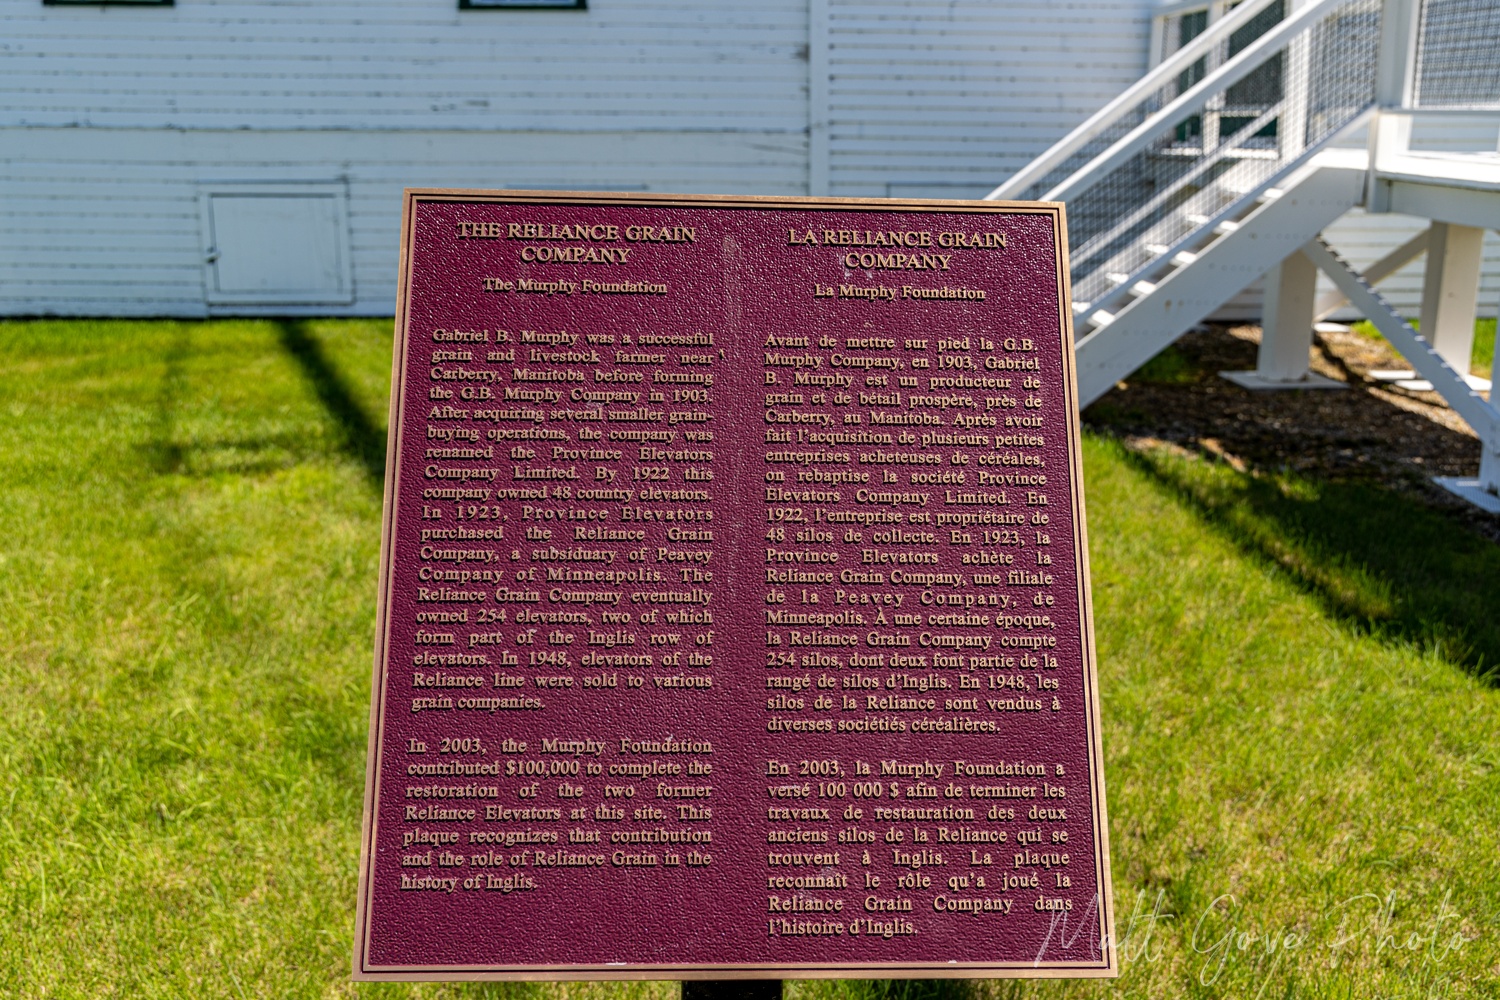 THE RELIANCE GRAIN
COMPANY
The Murphy Foundation
Gabriel B. Murphy was a successful
grain and livestock farmer near
Carberry, Manitoba before forming
the G.B. Murphy Company in 1903.
After acquiring several smaller grain-
buying operations, the company was
renamed the Province Elevators
Company Limited. By 1922 this
company owned 48 country elevators.
In 1923, Province Elevators
purchased the Reliance Grain
Company, a subsiduary of Peavey
Company of Minneapolis. The
Reliance Grain Company eventually
owned 254 elevators, two of which
form part of the Inglis row of
elevators. In 1948, elevators of the
Reliance line were sold to various
grain companies.
In 2003, the Murphy Foundation
contributed $100,000 to complete the
restoration of the two former
Reliance Elevators at this site. This
plaque recognizes that contribution
and the role of Reliance Grain in the
history of Inglis.
LA RELIANCE GRAIN
COMPANY
La Murphy Foundation
Avant de mettre sur pied la G.B.
Murphy Company, en 1903, Gabriel
B. Murphy est un producteur de
grain et de bétail prospère, près de
Carberry, au Manitoba. Après avoir
fait l'acquisition de plusieurs petites
entreprises acheteuses de céréales,
on rebaptise la société Province
Elevators Company Limited. En
1922, l'entreprise est propriétaire de
48 silos de collecte. En 1923, la
Province Elevators achète la
Reliance Grain Company, une filiale
de la Peavey Company, de
Minneapolis. À une certaine époque,
la Reliance Grain Company compte
254 silos, dont deux font partie de la
rangé de silos d'Inglis. En 1948, les
silos de la Reliance sont vendus à
diverses sociétiés céréalières.
En 2003, la Murphy Foundation a
versé 100 000 $ afin de terminer les
travaux de restauration des deux
anciens silos de la Reliance qui se
trouvent à Inglis. La plaque
reconnaît le rôle qu'a joué la
Reliance Grain Company dans
l'histoire d'Inglis.
Matt Gove Photo